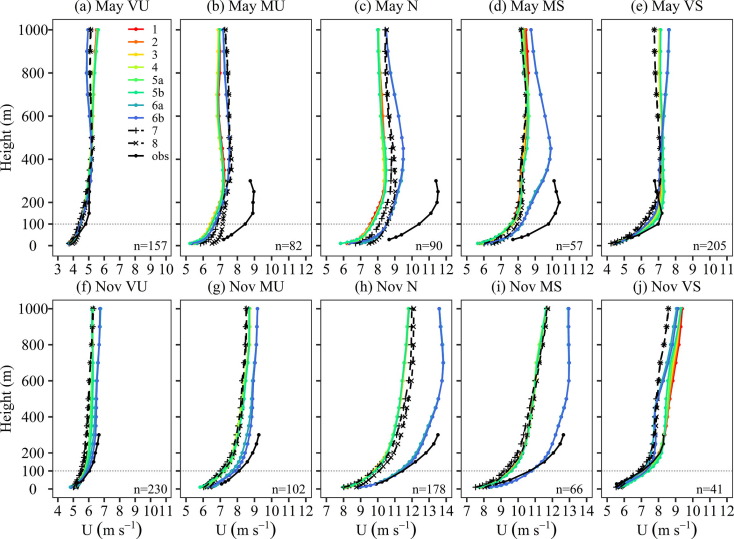 (a) May VU (b) May MU (c) May N (d) May MS (e) May VS
1000
800
600
400
200
100
0
Height (m)
1
2
3
4
5a
5b
6a
6b
7
8
obs
n=157 n=82 n=90 n=57 n=205
3 4 5 6 7 8 9 10 5 6 7 8 9 10 11 12 5 6 7 8 9 10 11 12 5 6 7 8 9 10 11 12 4 5 6 7 8 9 10 11
(f) Nov VU (g) Nov MU (h) Nov N (i) Nov MS (j) Nov VS
1000
800
600
400
200
100
0
Height (m)
n=230 n=102 n=178 n=66 n=41
4 5 6 7 8 9 10 11 5 6 7 8 9 10 11 12 7 8 9 10 11 12 13 14 7 8 9 10 11 12 13 14 5 6 7 8 9 10 11 12
U (m s⁻¹) U (m s⁻¹) U (m s⁻¹) U (m s⁻¹) U (m s⁻¹)